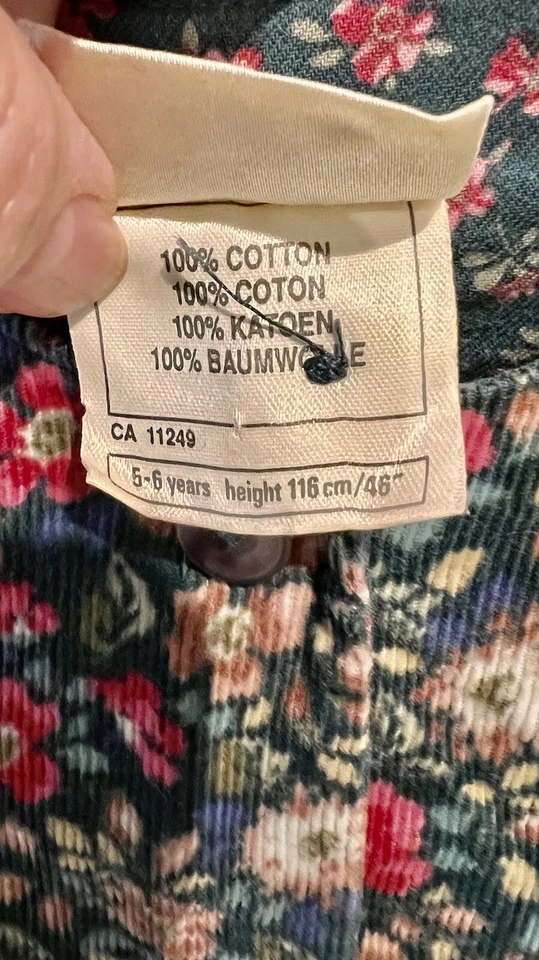 100% COTTON
100% COTON
100% KATOEN
100% BAUMWOLLE
CA 11249
5-6 years height 116 cm/46"